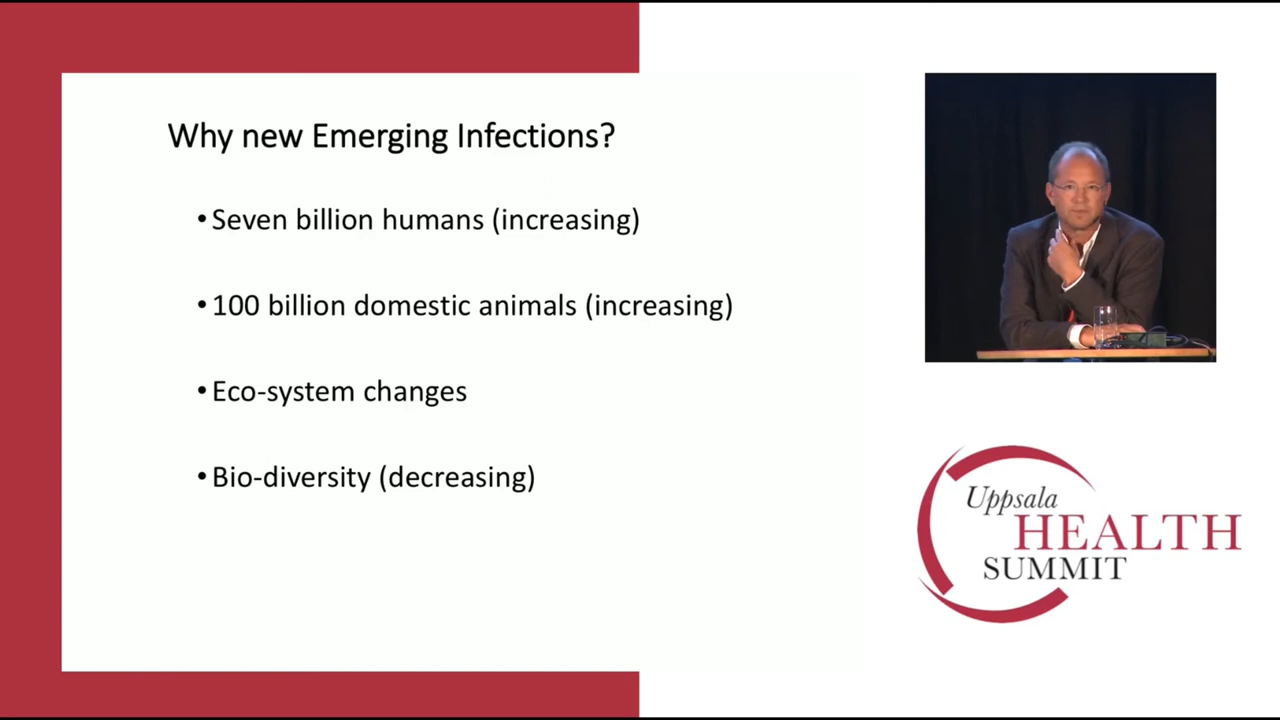 Why new Emerging Infections?
•Seven billion humans (increasing)
•100 billion domestic animals (increasing)
•Eco-system changes
•Bio-diversity (decreasing)
Uppsala
HEALTH
SUMMIT